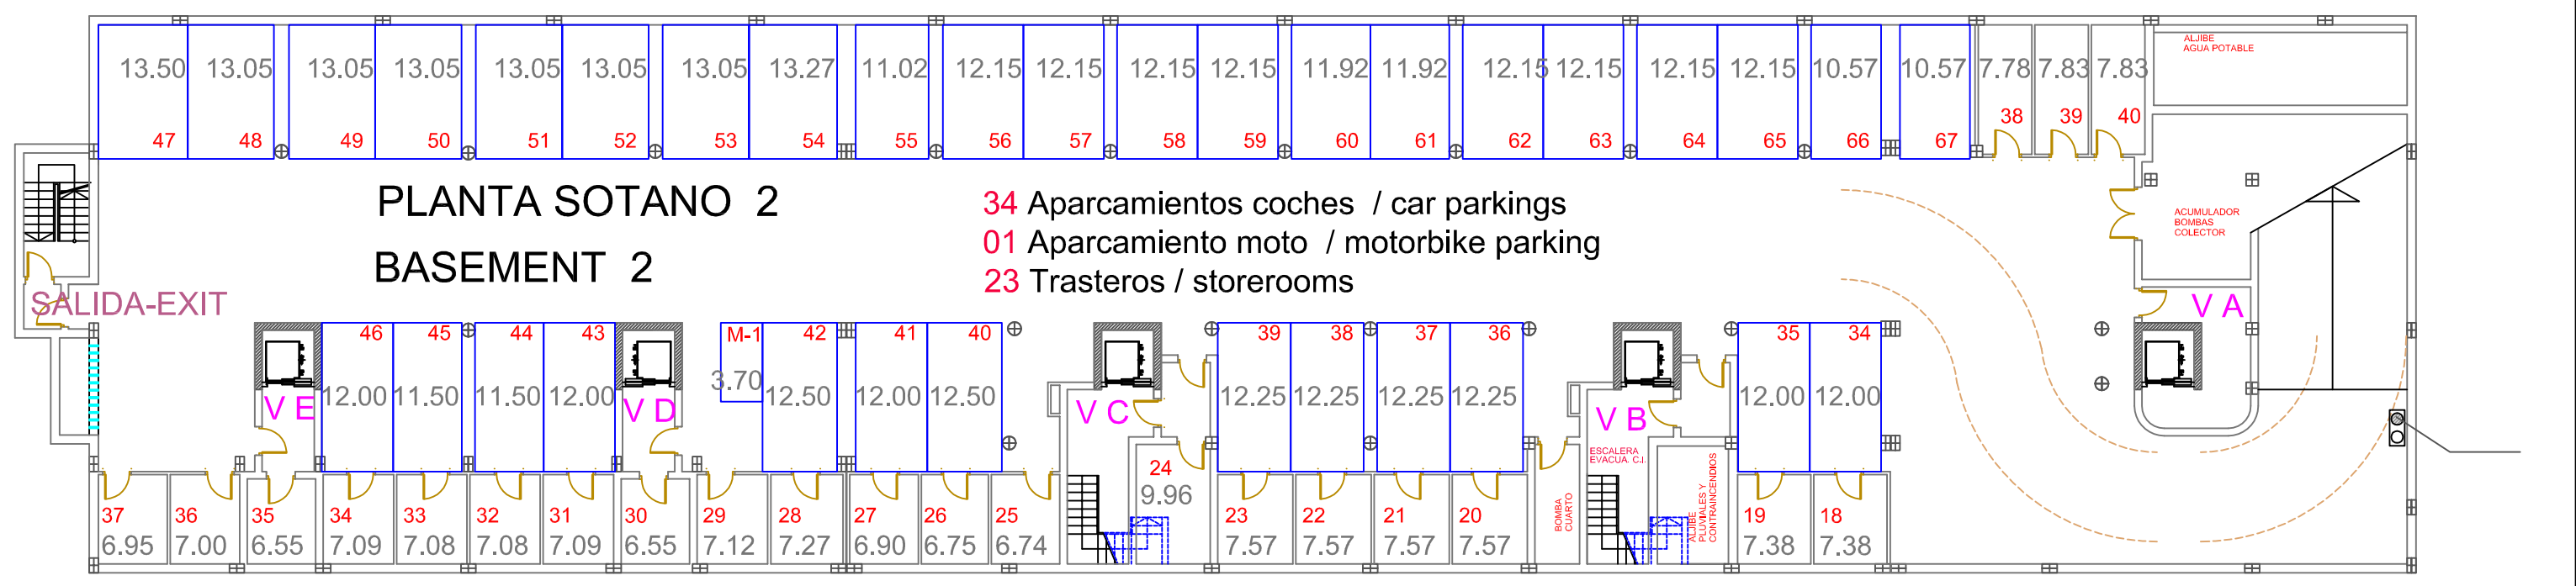 13.50 13.05 13.05 13.05 13.05 13.05 13.05 13.27 11.02 12.15 12.15 12.15 12.15 11.92 11.92 12.15 12.15 12.15 12.15 10.57 10.57 7.78 7.83 7.83
47 48 49 50 51 52 53 54 55 56 57 58 59 60 61 62 63 64 65 66 67 38 39 40
ALJIBE
AGUA POTABLE
PLANTA SOTANO 2
BASEMENT 2
34 Aparcamientos coches / car parkings
01 Aparcamiento moto / motorbike parking
23 Trasteros / storerooms
ACUMULADOR
BOMBAS
COLECTOR
SALIDA-EXIT
V A
46 45 44 43 M-1 42 41 40 39 38 37 36 35 34
12.00 11.50 11.50 12.00 3.70 12.50 12.00 12.50 12.25 12.25 12.25 12.25 12.00 12.00
V E
V D
V C
V B
ESCALERA
EVACUA. C.I.
24
9.96
BOMBA
CUARTO
ALJIBE
PLUVIALES Y
CONTRAINCENDIOS
37 36 35 34 33 32 31 30 29 28 27 26 25 23 22 21 20 19 18
6.95 7.00 6.55 7.09 7.08 7.08 7.09 6.55 7.12 7.27 6.90 6.75 6.74 7.57 7.57 7.57 7.57 7.38 7.38